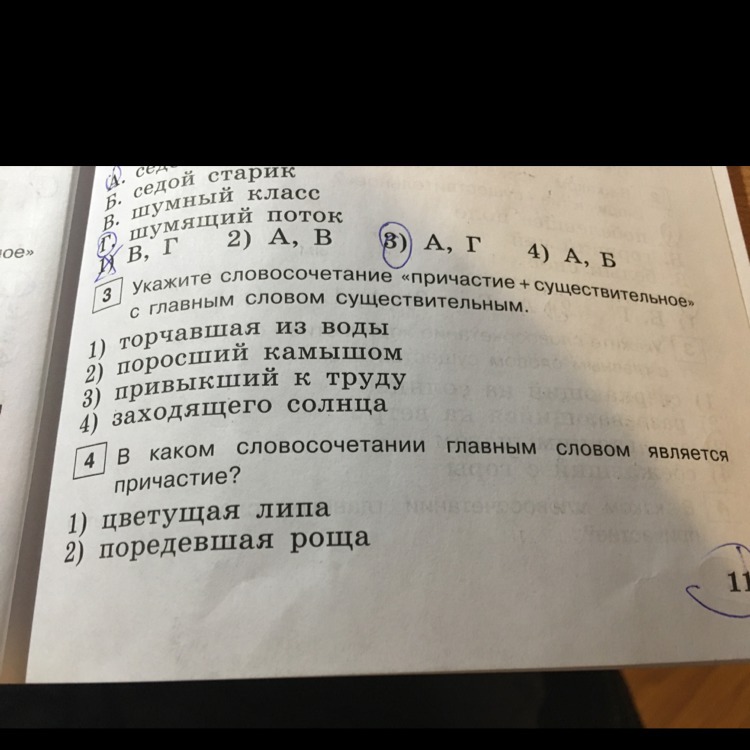 А.
Б. седой старик
В. шумный класс
Г. шумящий поток
1) В, Г 2) А, В 3) А, Г 4) А, Б
3 Укажите словосочетание «причастие + существительное»
с главным словом существительным.
1) торчавшая из воды
2) поросший камышом
3) привыкший к труду
4) заходящего солнца
4 В каком словосочетании главным словом является
причастие?
1) цветущая липа
2) поредевшая роща
11